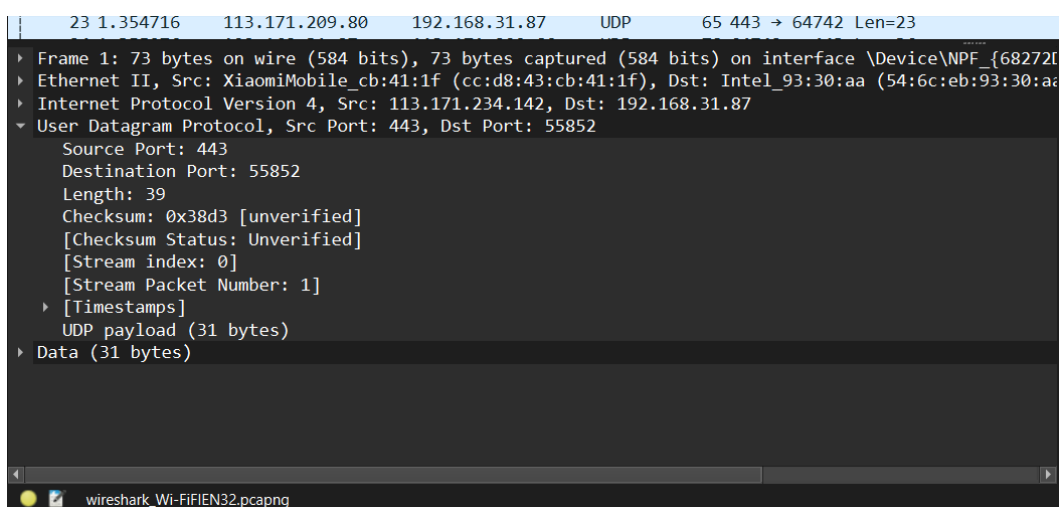 23 1.354716 113.171.209.80 192.168.31.87 UDP 65 443 → 64742 Len=23
Frame 1: 73 bytes on wire (584 bits), 73 bytes captured (584 bits) on interface \Device\NPF_{68272
Ethernet II, Src: XiaomiMobile_cb:41:1f (cc:d8:43:cb:41:1f), Dst: Intel_93:30:aa (54:6c:eb:93:30:aa
Internet Protocol Version 4, Src: 113.171.234.142, Dst: 192.168.31.87
User Datagram Protocol, Src Port: 443, Dst Port: 55852
Source Port: 443
Destination Port: 55852
Length: 39
Checksum: 0x38d3 [unverified]
[Checksum Status: Unverified]
[Stream index: 0]
[Stream Packet Number: 1]
[Timestamps]
UDP payload (31 bytes)
Data (31 bytes)
wireshark_Wi-FiFIEN32.pcapng